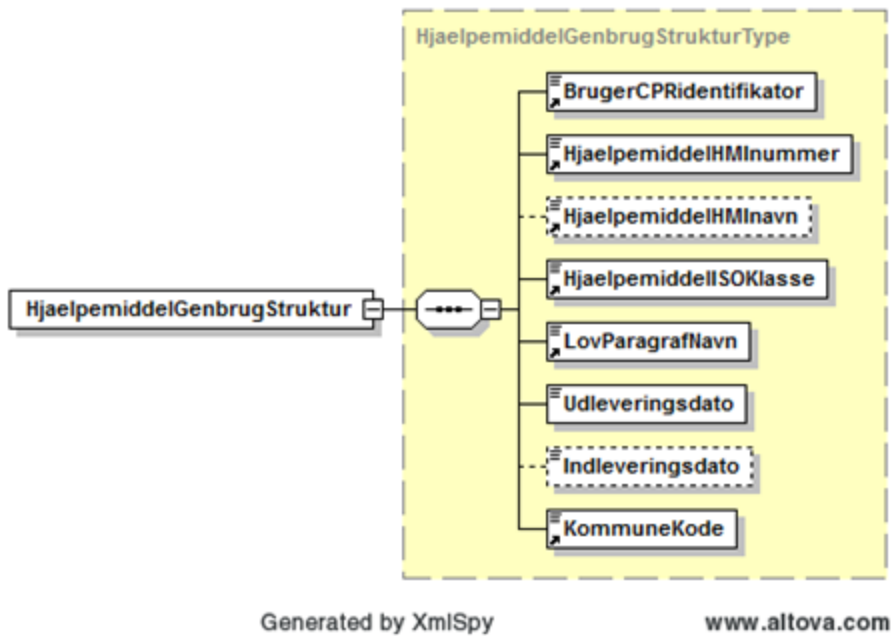 HjaelpemiddelGenbrugStrukturType
BrugerCPRidentifikator
HjaelpemiddelHMInummer
HjaelpemiddelHMInavn
HjaelpemiddelISOKlasse
HjaelpemiddelGenbrugStruktur
LovParagrafNavn
Udleveringsdato
Indleveringsdato
KommuneKode
Generated by XmlSpy
www.altova.com